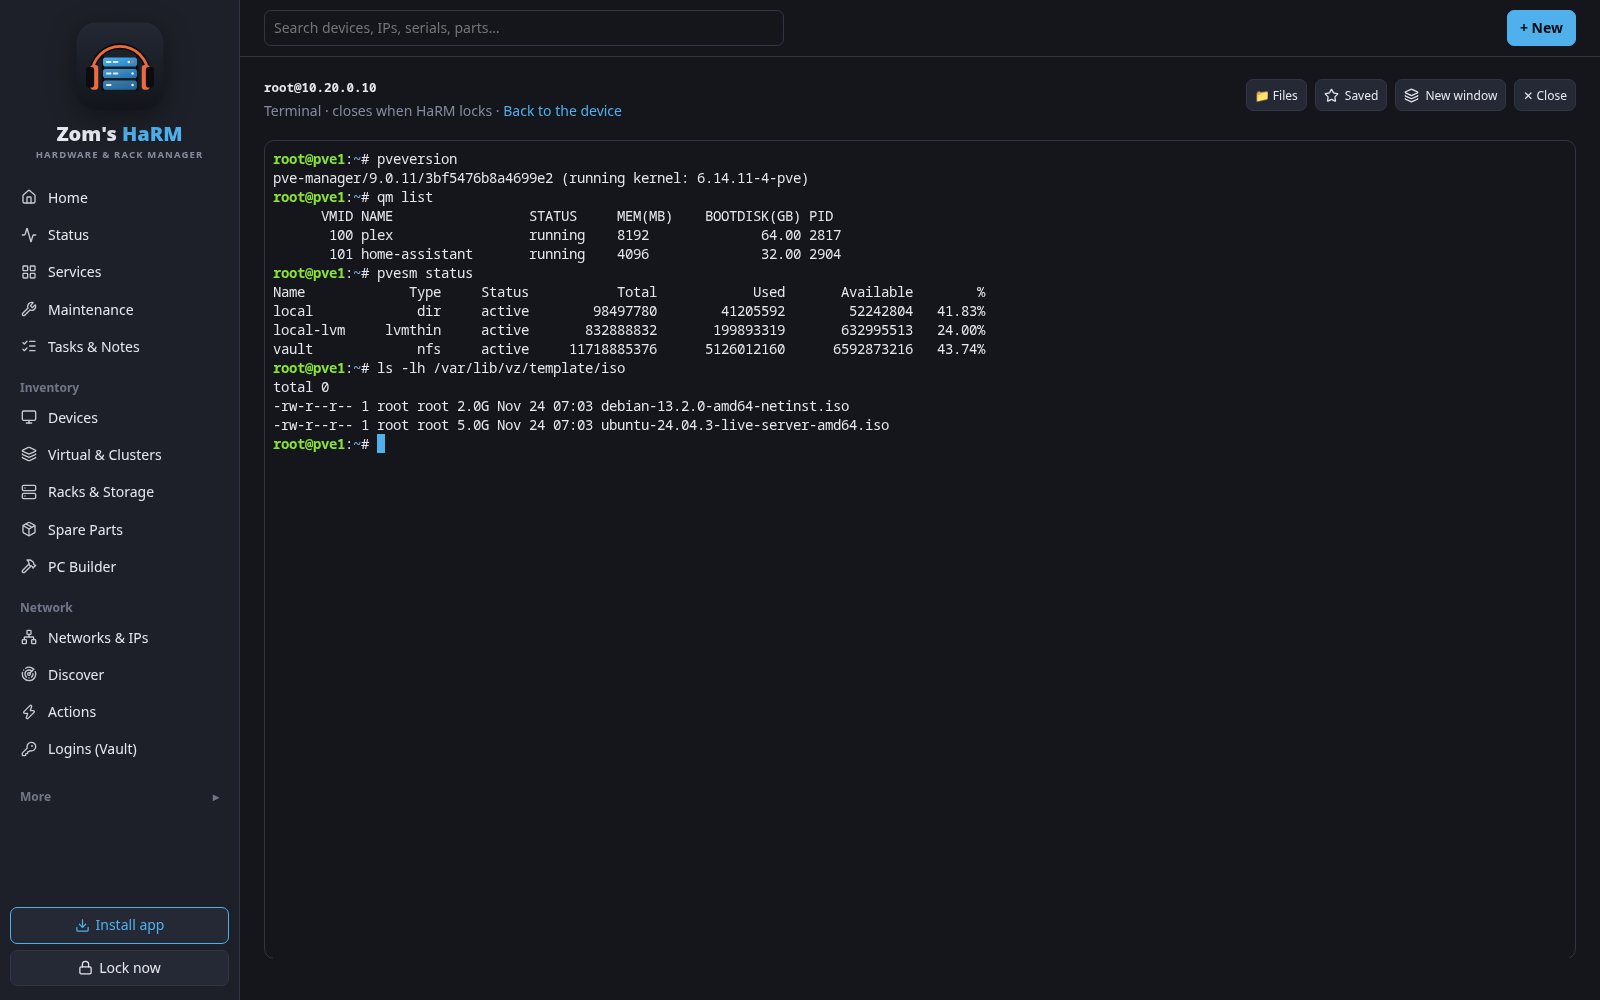 Zom's HaRM
HARDWARE & RACK MANAGER
Home
Status
Services
Maintenance
Tasks & Notes
Inventory
Devices
Virtual & Clusters
Racks & Storage
Spare Parts
PC Builder
Network
Networks & IPs
Discover
Actions
Logins (Vault)
More
Install app
Lock now
Search devices, IPs, serials, parts...
+ New
root@10.20.0.10
Terminal · closes when HaRM locks · Back to the device
Files
Saved
New window
✕ Close
root@pve1:~# pveversion
pve-manager/9.0.11/3bf5476b8a4699e2 (running kernel: 6.14.11-4-pve)
root@pve1:~# qm list
      VMID NAME                 STATUS     MEM(MB)    BOOTDISK(GB) PID
       100 plex                 running    8192              64.00 2817
       101 home-assistant       running    4096              32.00 2904
root@pve1:~# pvesm status
Name             Type     Status           Total            Used       Available        %
local             dir     active        98497780        41205592        52242804   41.83%
local-lvm     lvmthin     active       832888832       199893319       632995513   24.00%
vault             nfs     active     11718885376      5126012160      6592873216   43.74%
root@pve1:~# ls -lh /var/lib/vz/template/iso
total 0
-rw-r--r-- 1 root root 2.0G Nov 24 07:03 debian-13.2.0-amd64-netinst.iso
-rw-r--r-- 1 root root 5.0G Nov 24 07:03 ubuntu-24.04.3-live-server-amd64.iso
root@pve1:~#